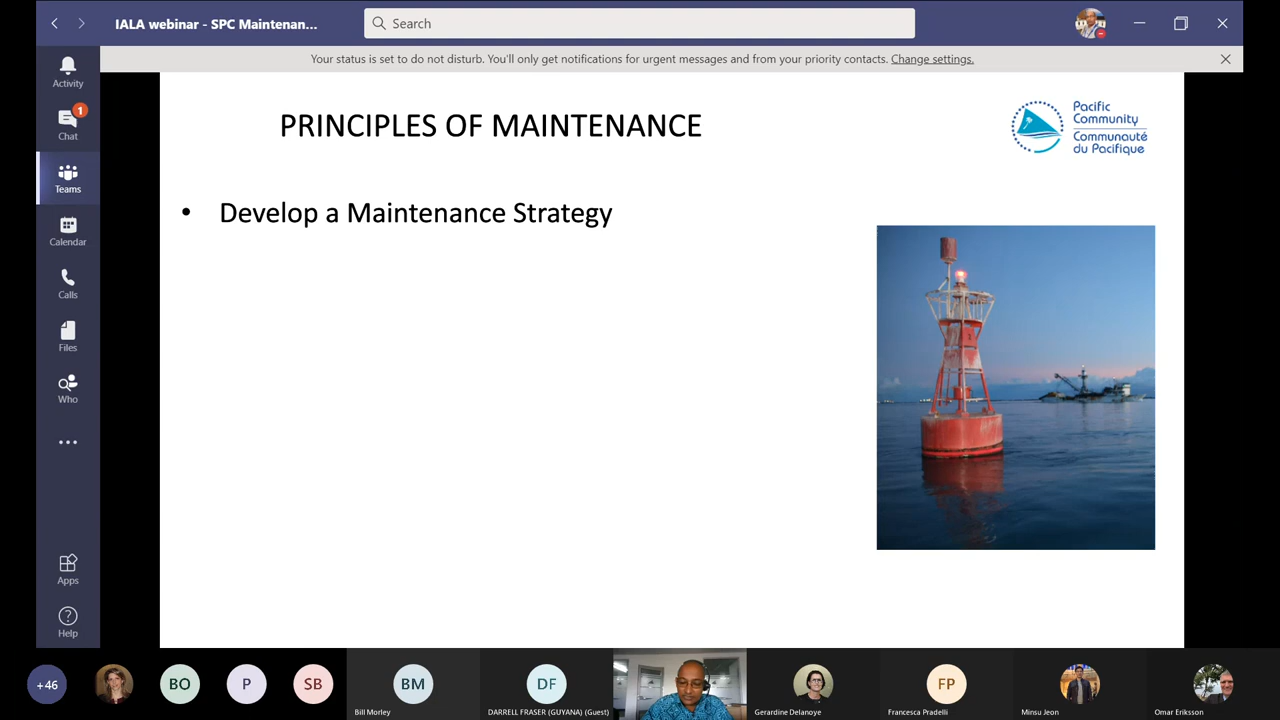 IALA webinar - SPC Maintenan...
Search
Your status is set to do not disturb. You'll only get notifications for urgent messages and from your priority contacts. Change settings.
Activity
1
Chat
Teams
Calendar
Calls
Files
Who
Apps
Help
PRINCIPLES OF MAINTENANCE
Pacific
Community
Communauté
du Pacifique
• Develop a Maintenance Strategy
+46
BO
P
SB
BM
Bill Morley
DF
DARRELL FRASER (GUYANA) (Guest)
Gerardine Delanoye
FP
Francesca Pradelli
Minsu Jeon
Omar Eriksson